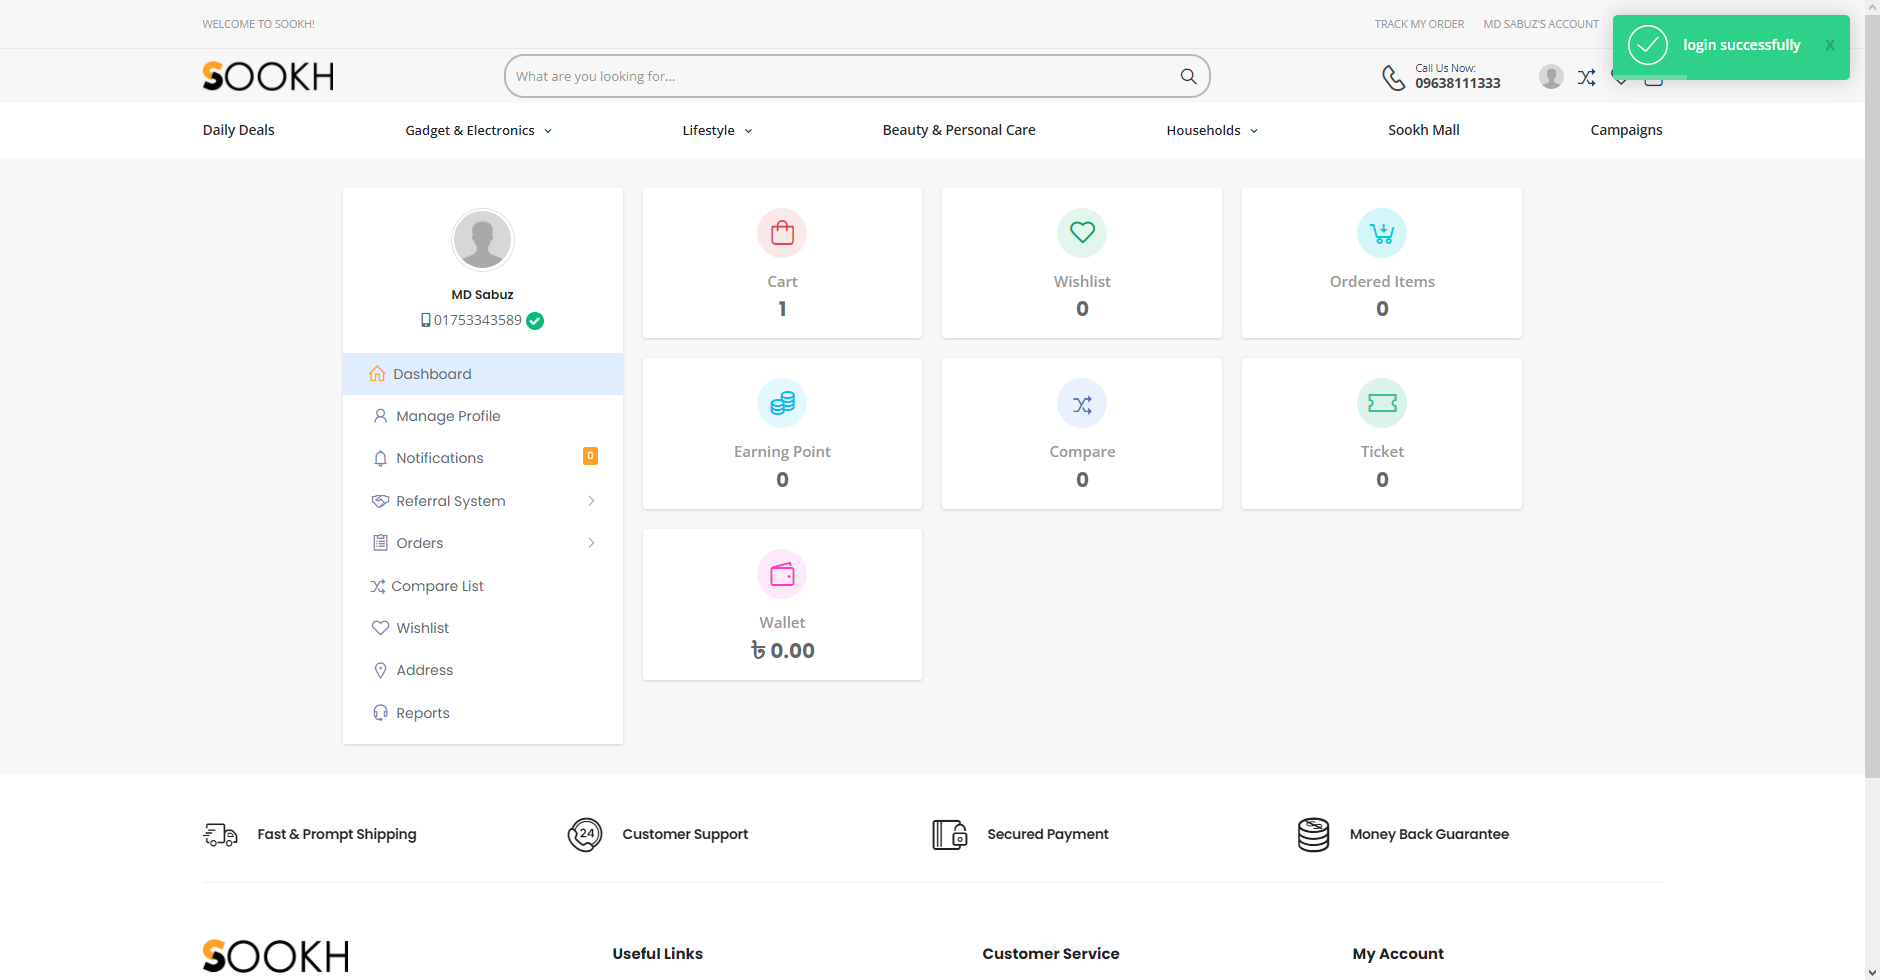 WELCOME TO SOOKH!
TRACK MY ORDER
MD SABUZ'S ACCOUNT
login successfully
X
SOOKH
What are you looking for...
Call Us Now:
09638111333
Daily Deals
Gadget & Electronics
Lifestyle
Beauty & Personal Care
Households
Sookh Mall
Campaigns
MD Sabuz
01753343589
Dashboard
Manage Profile
Notifications
0
Referral System
Orders
Compare List
Wishlist
Address
Reports
Cart
1
Wishlist
0
Ordered Items
0
Earning Point
0
Compare
0
Ticket
0
Wallet
৳ 0.00
Fast & Prompt Shipping
24
Customer Support
Secured Payment
Money Back Guarantee
SOOKH
Useful Links
Customer Service
My Account